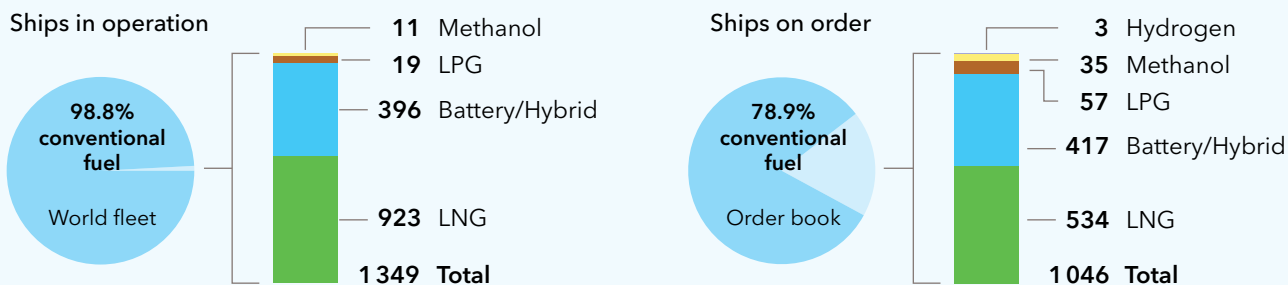 Ships in operation
98.8%
conventional
fuel
World fleet
11 Methanol
19 LPG
396 Battery/Hybrid
923 LNG
1 349 Total
Ships on order
78.9%
conventional
fuel
Order book
3 Hydrogen
35 Methanol
57 LPG
417 Battery/Hybrid
534 LNG
1 046 Total